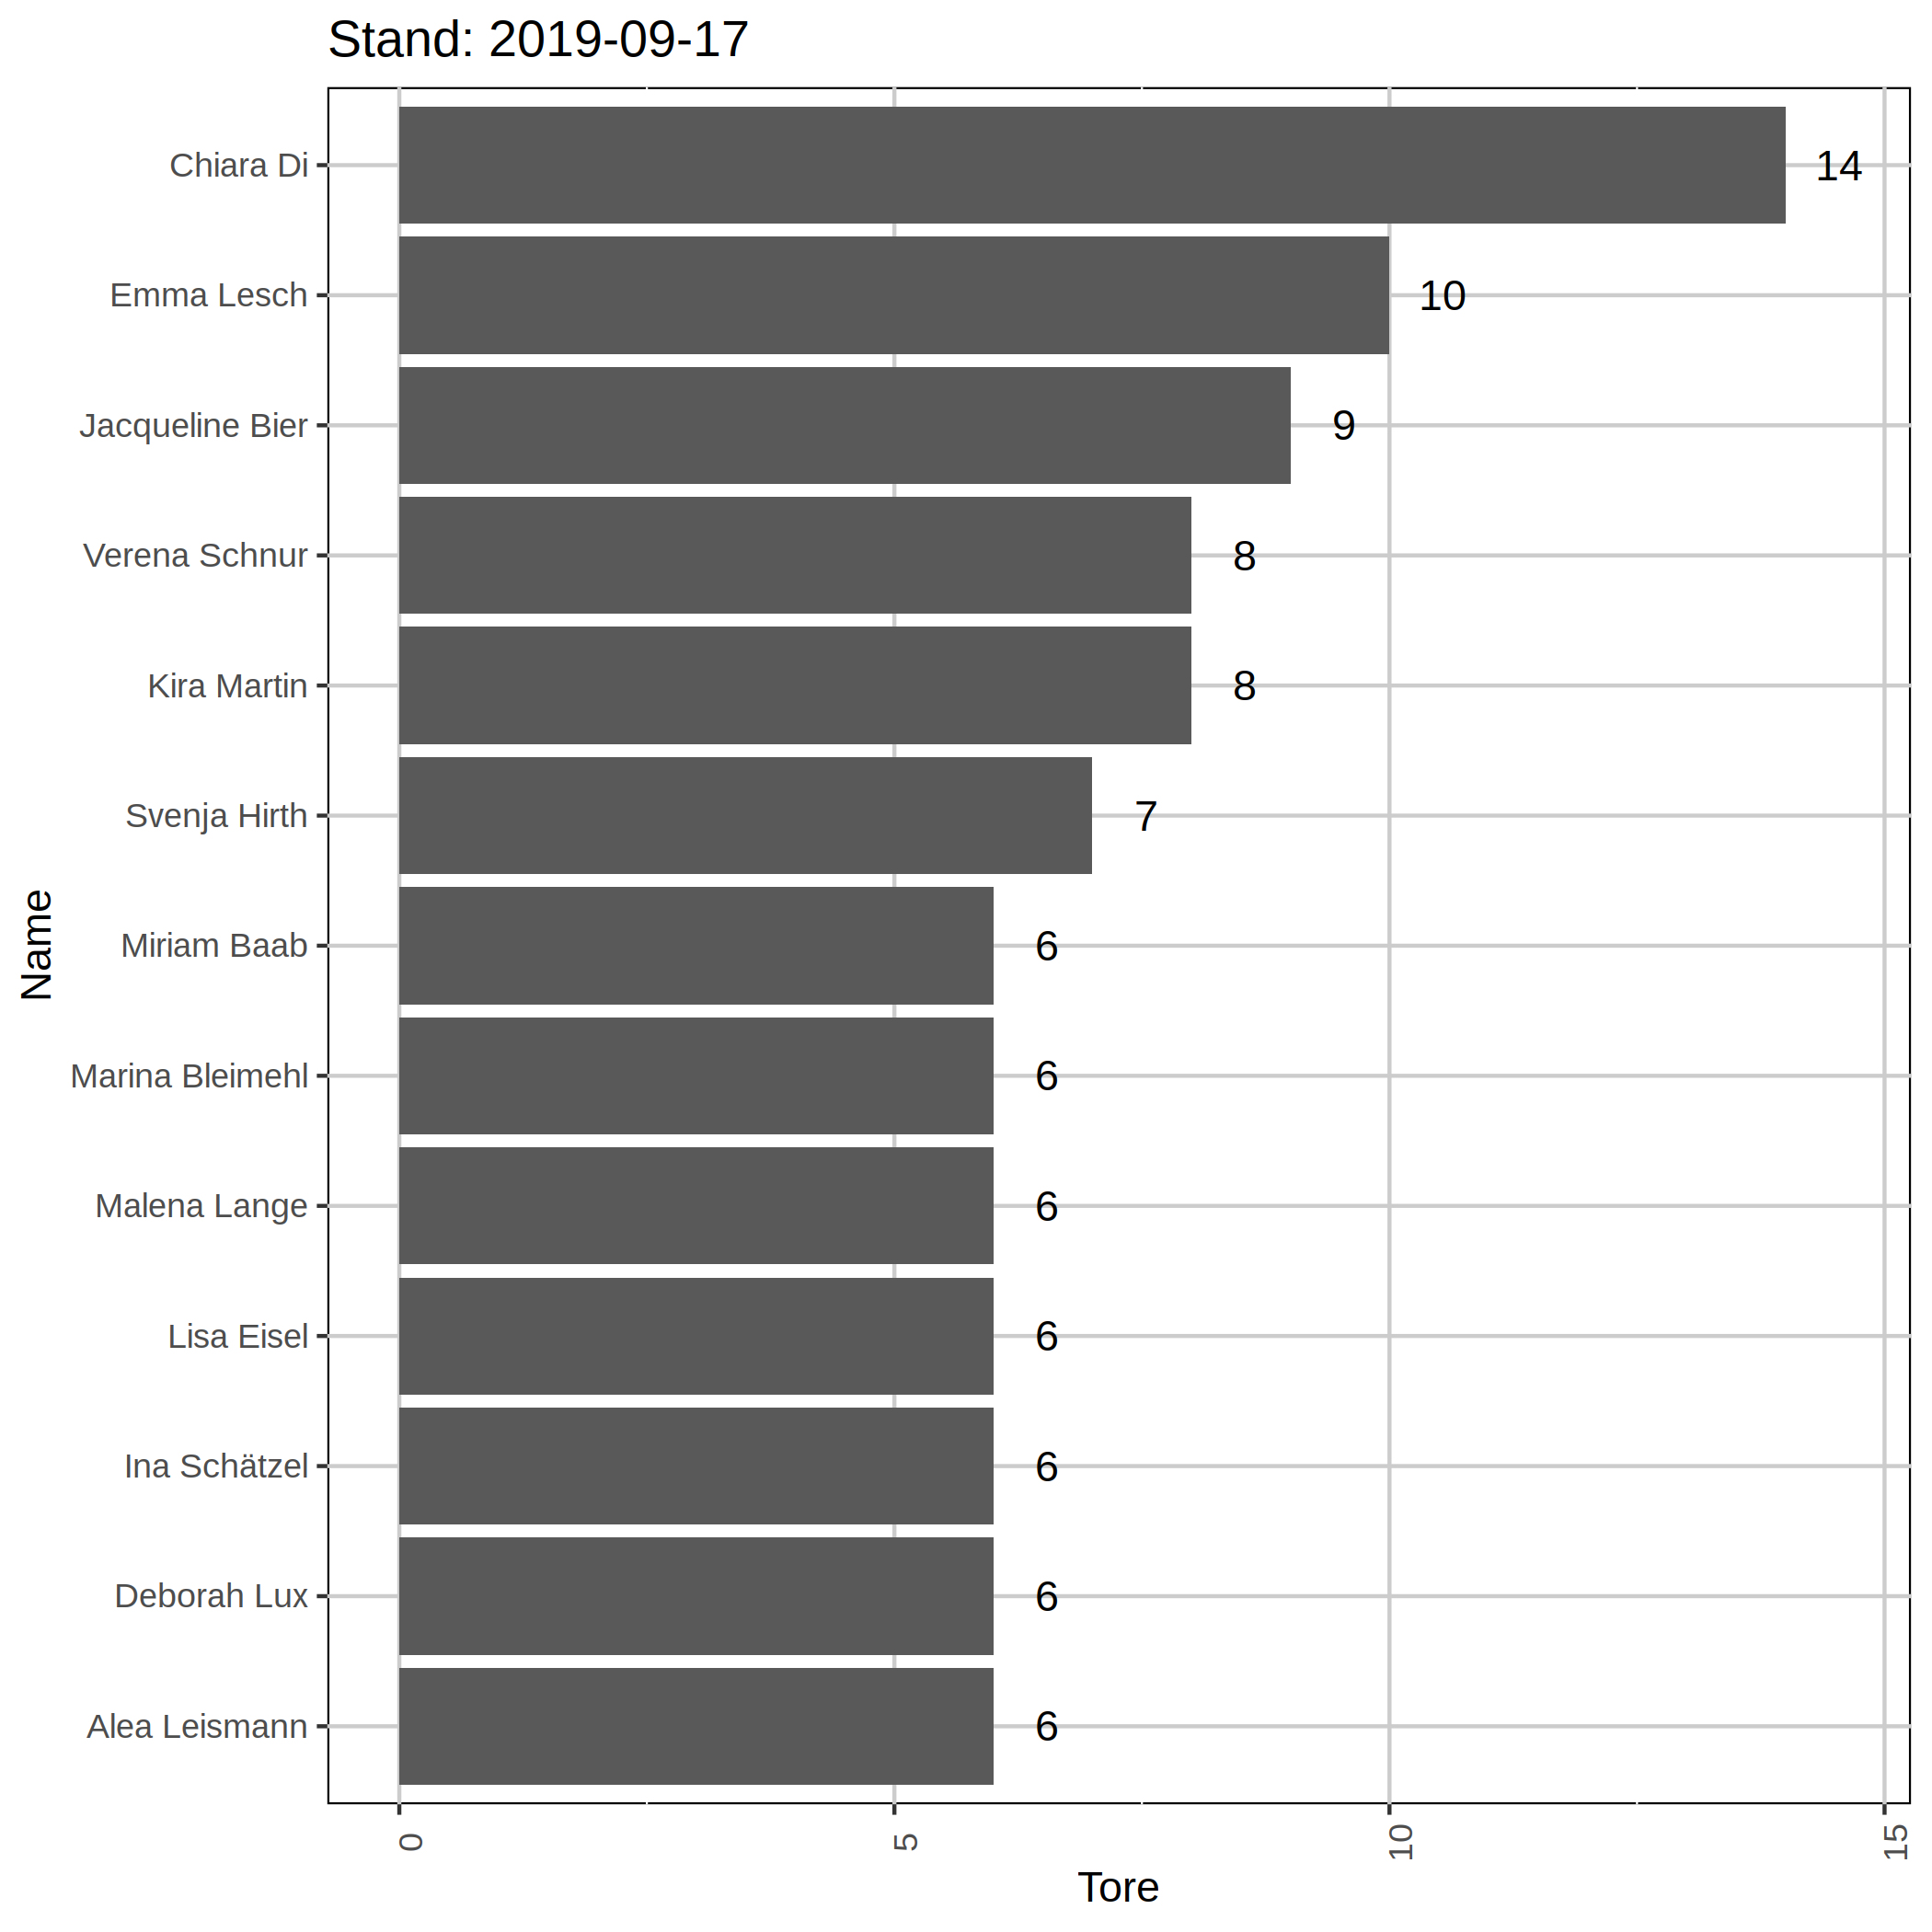 Stand: 2019-09-17
Chiara Di 14
Emma Lesch 10
Jacqueline Bier 9
Verena Schnur 8
Kira Martin 8
Svenja Hirth 7
Miriam Baab 6
Marina Bleimehl 6
Malena Lange 6
Lisa Eisel 6
Ina Schätzel 6
Deborah Lux 6
Alea Leismann 6
Name
0 5 10 15
Tore